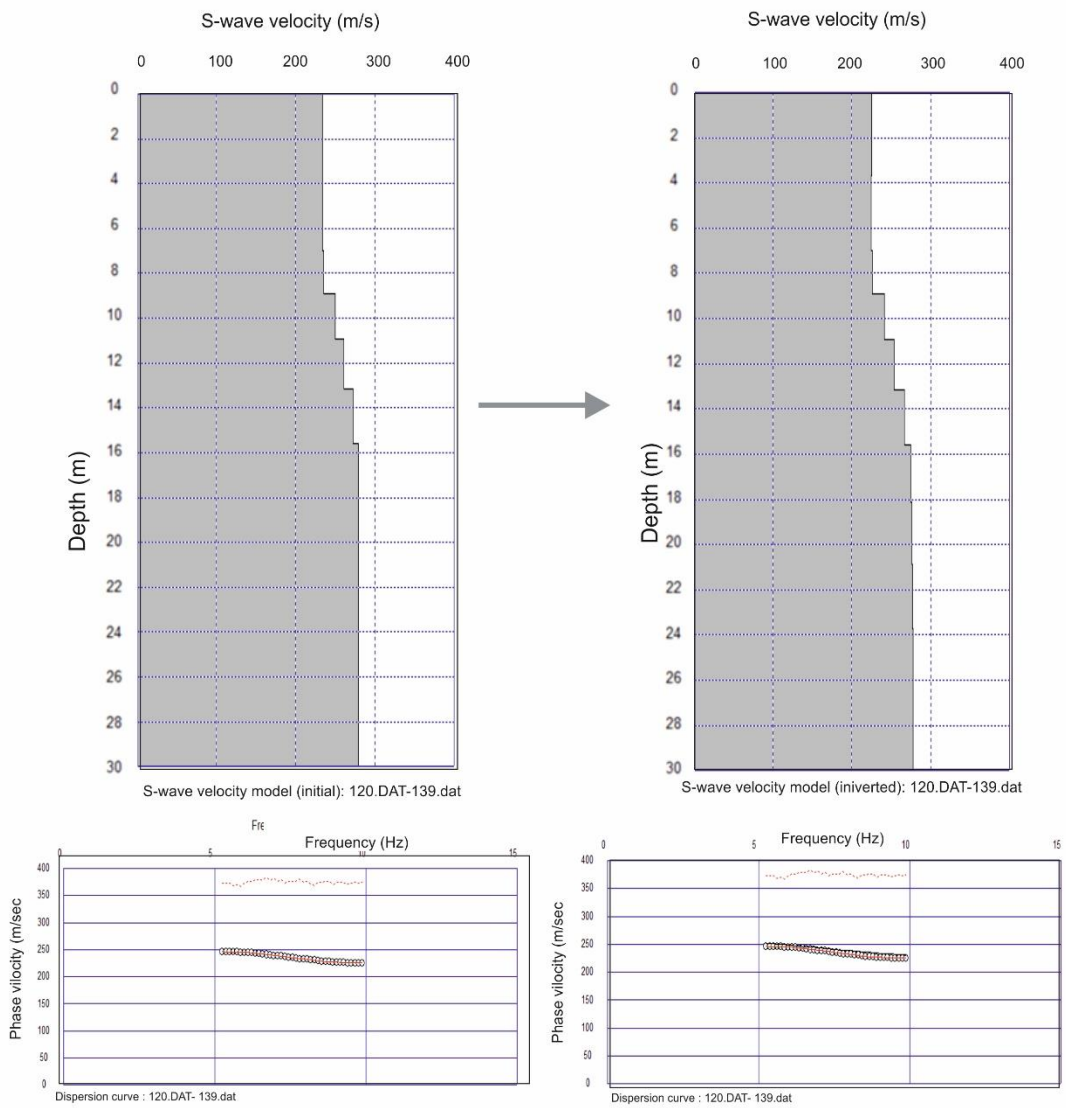 S-wave velocity (m/s)
0 100 200 300 400
0
2
4
6
8
10
12
14
16
18
20
22
24
26
28
30
Depth (m)
S-wave velocity model (initial): 120.DAT-139.dat
S-wave velocity (m/s)
0 100 200 300 400
0
2
4
6
8
10
12
14
16
18
20
22
24
26
28
30
Depth (m)
S-wave velocity model (iniverted): 120.DAT-139.dat
Fre
Frequency (Hz)
0 5 10 15
400
350
300
250
200
150
100
50
0
Phase vilocity (m/sec
Dispersion curve : 120.DAT- 139.dat
Frequency (Hz)
0 5 10 15
400
350
300
250
200
150
100
50
0
Phase vilocity (m/sec
Dispersion curve : 120.DAT- 139.dat